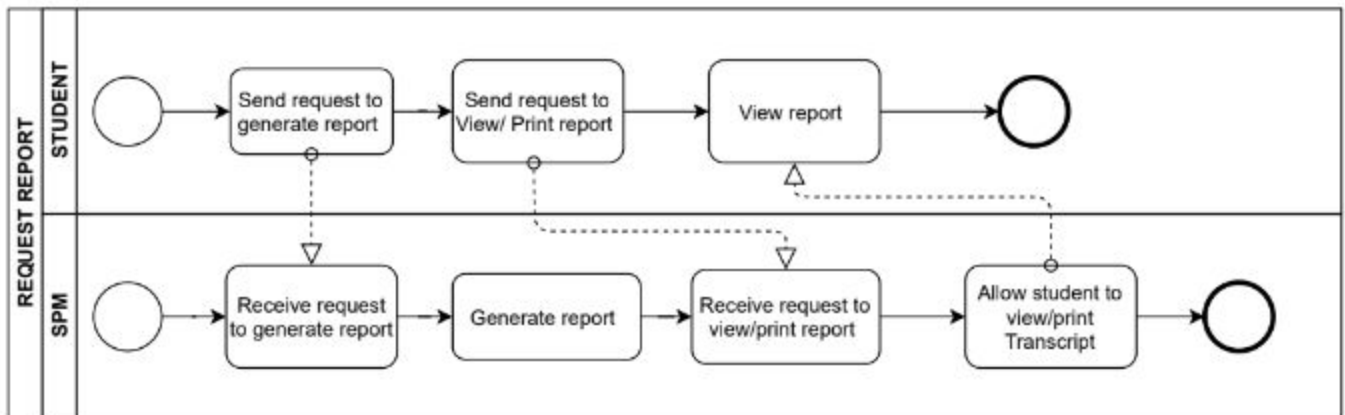 REQUEST REPORT
STUDENT
Send request to
generate report
Send request to
View/ Print report
View report
SPM
Receive request
to generate report
Generate report
Receive request to
view/print report
Allow student to
view/print
Transcript